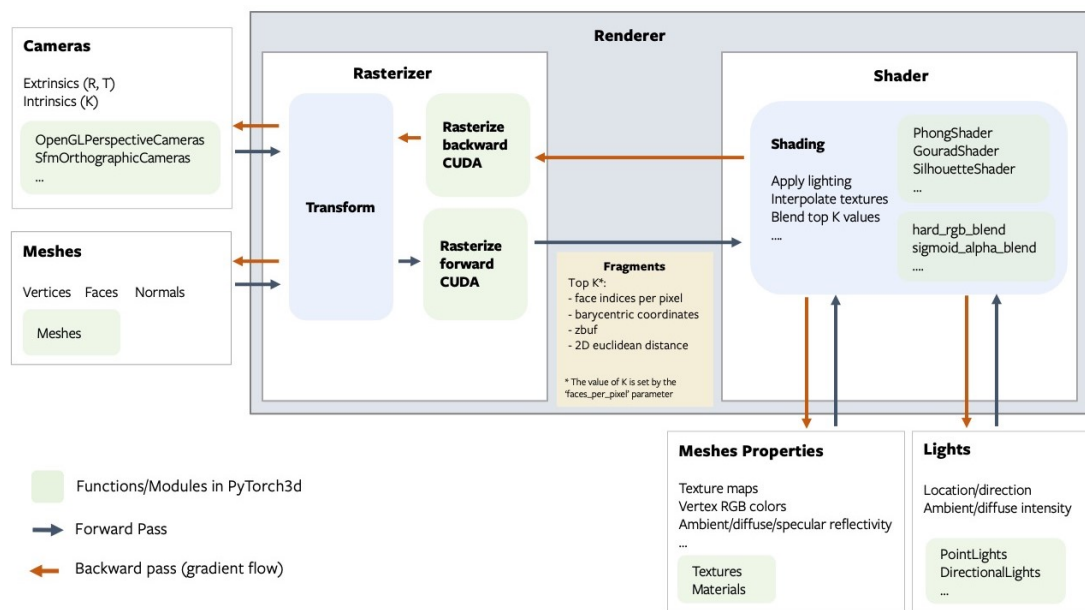 Renderer
Cameras
Extrinsics (R, T)
Intrinsics (K)
OpenGLPerspectiveCameras
SfmOrthographicCameras
...
Meshes
Vertices Faces Normals
Meshes
Rasterizer
Transform
Rasterize
backward
CUDA
Rasterize
forward
CUDA
Fragments
Top K*:
- face indices per pixel
- barycentric coordinates
- zbuf
- 2D euclidean distance
* The value of K is set by the
'faces_per_pixel' parameter
Shader
Shading
Apply lighting
Interpolate textures
Blend top K values
....
PhongShader
GouradShader
SilhouetteShader
...
hard_rgb_blend
sigmoid_alpha_blend
....
Meshes Properties
Texture maps
Vertex RGB colors
Ambient/diffuse/specular reflectivity
...
Textures
Materials
Lights
Location/direction
Ambient/diffuse intensity
PointLights
DirectionalLights
...
Functions/Modules in PyTorch3d
Forward Pass
Backward pass (gradient flow)